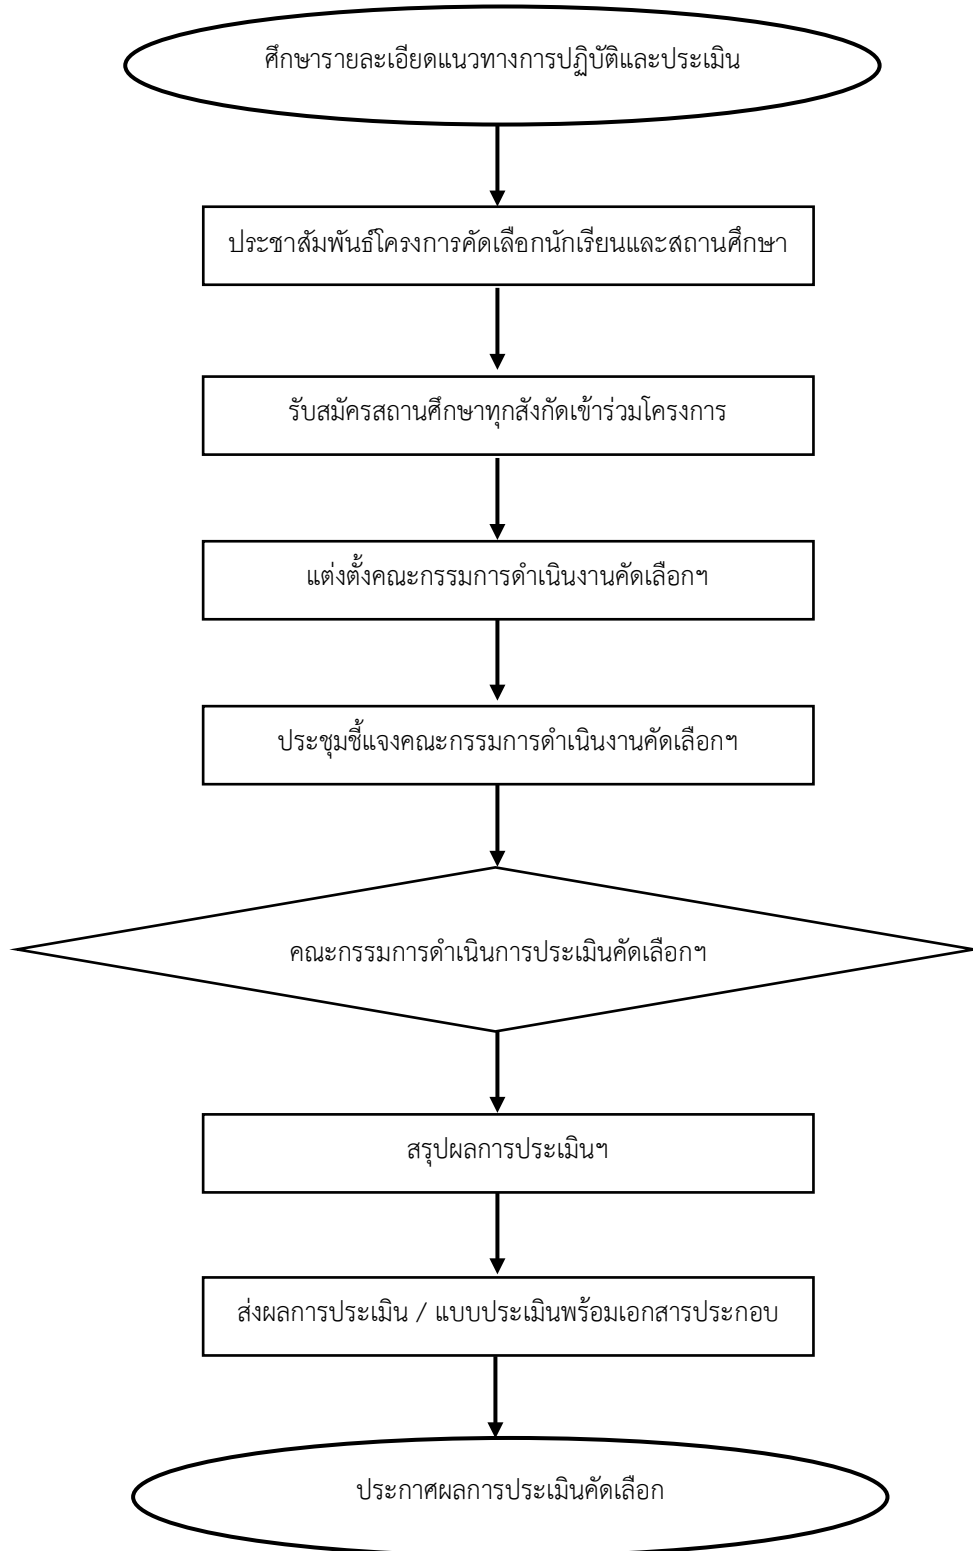 ศึกษารายละเอียดแนวทางการปฏิบัติและประเมิน
ประชาสัมพันธ์โครงการคัดเลือกนักเรียนและสถานศึกษา
รับสมัครสถานศึกษาทุกสังกัดเข้าร่วมโครงการ
แต่งตั้งคณะกรรมการดำเนินงานคัดเลือกฯ
ประชุมชี้แจงคณะกรรมการดำเนินงานคัดเลือกฯ
คณะกรรมการดำเนินการประเมินคัดเลือกฯ
สรุปผลการประเมินฯ
ส่งผลการประเมิน / แบบประเมินพร้อมเอกสารประกอบ
ประกาศผลการประเมินคัดเลือก